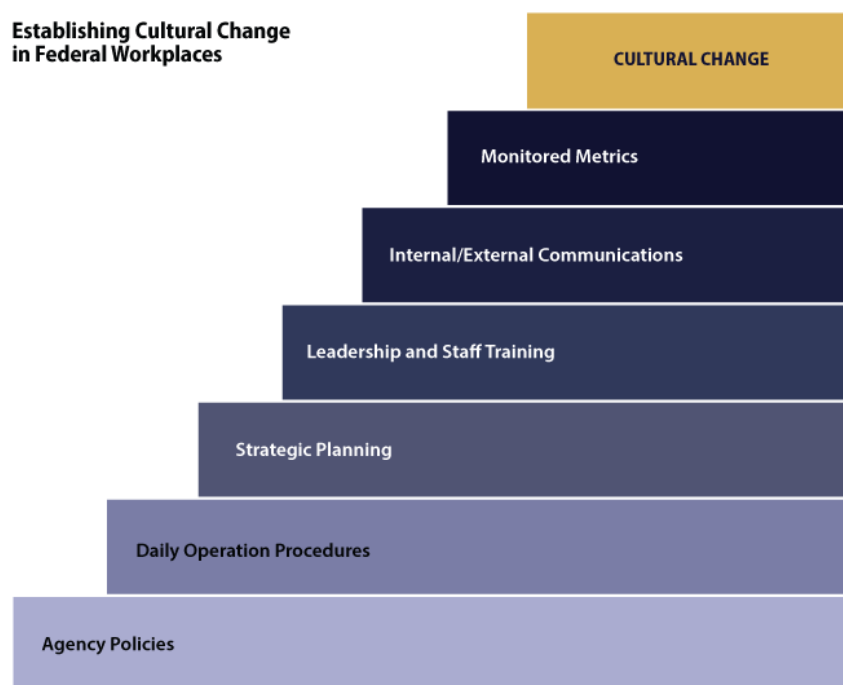 Establishing Cultural Change
in Federal Workplaces
CULTURAL CHANGE
Monitored Metrics
Internal/External Communications
Leadership and Staff Training
Strategic Planning
Daily Operation Procedures
Agency Policies